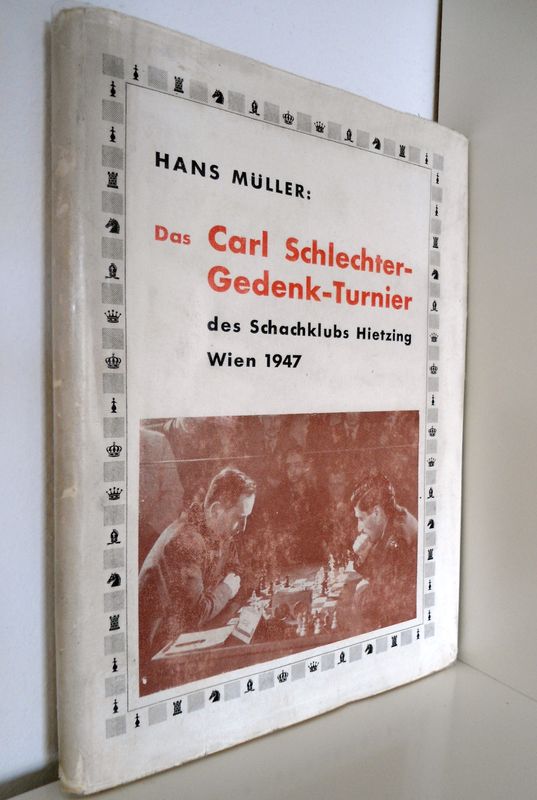 HANS MÜLLER:
Das Carl Schlechter-
Gedenk-Turnier
des Schachklubs Hietzing
Wien 1947